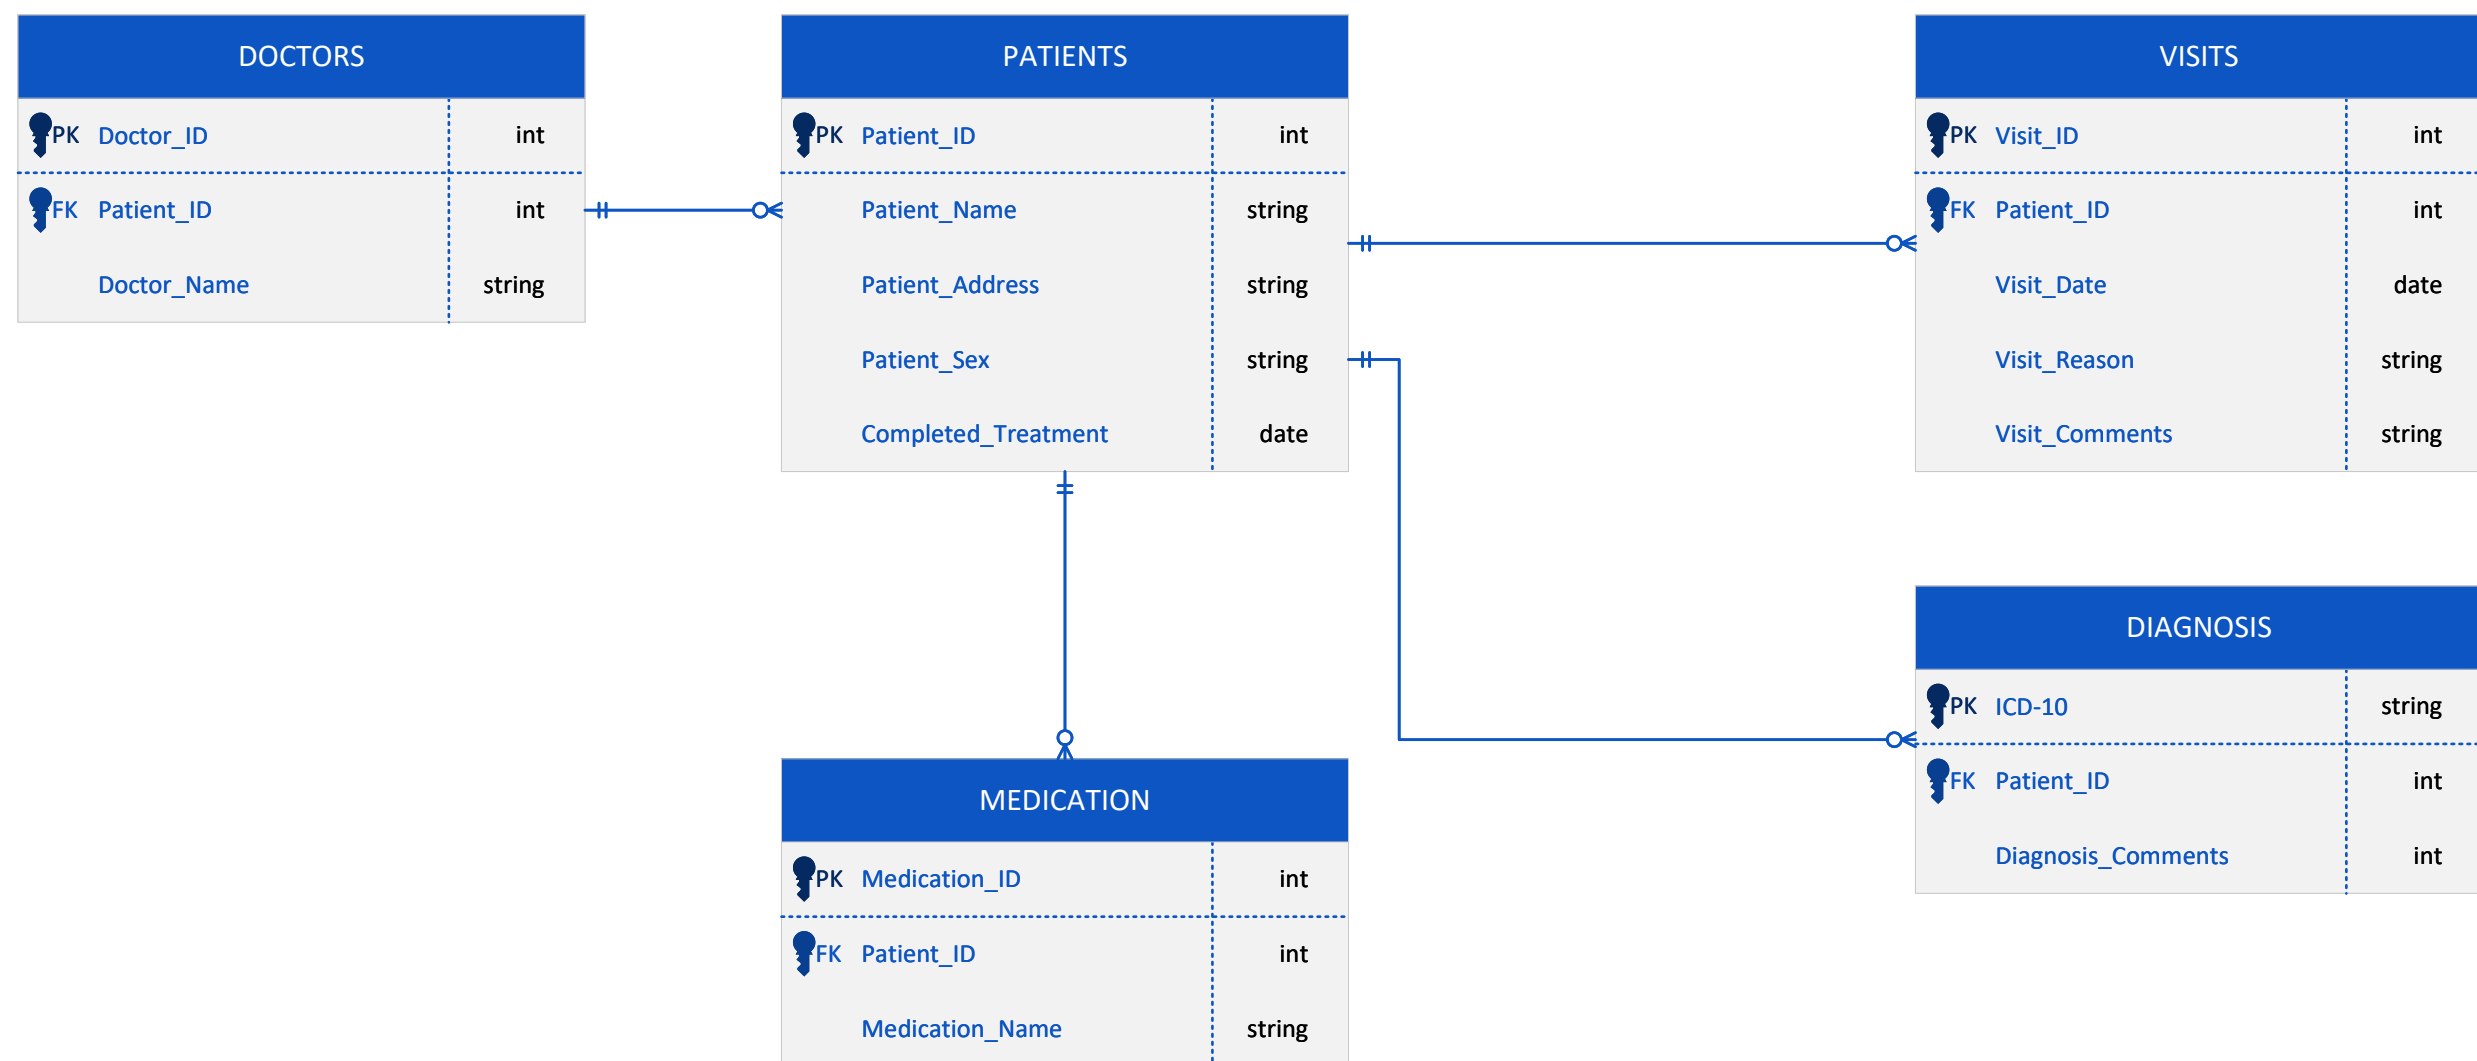 DOCTORS
PK Doctor_ID int
FK Patient_ID int
Doctor_Name string
PATIENTS
PK Patient_ID int
Patient_Name string
Patient_Address string
Patient_Sex string
Completed_Treatment date
VISITS
PK Visit_ID int
FK Patient_ID int
Visit_Date date
Visit_Reason string
Visit_Comments string
MEDICATION
PK Medication_ID int
FK Patient_ID int
Medication_Name string
DIAGNOSIS
PK ICD-10 string
FK Patient_ID int
Diagnosis_Comments int